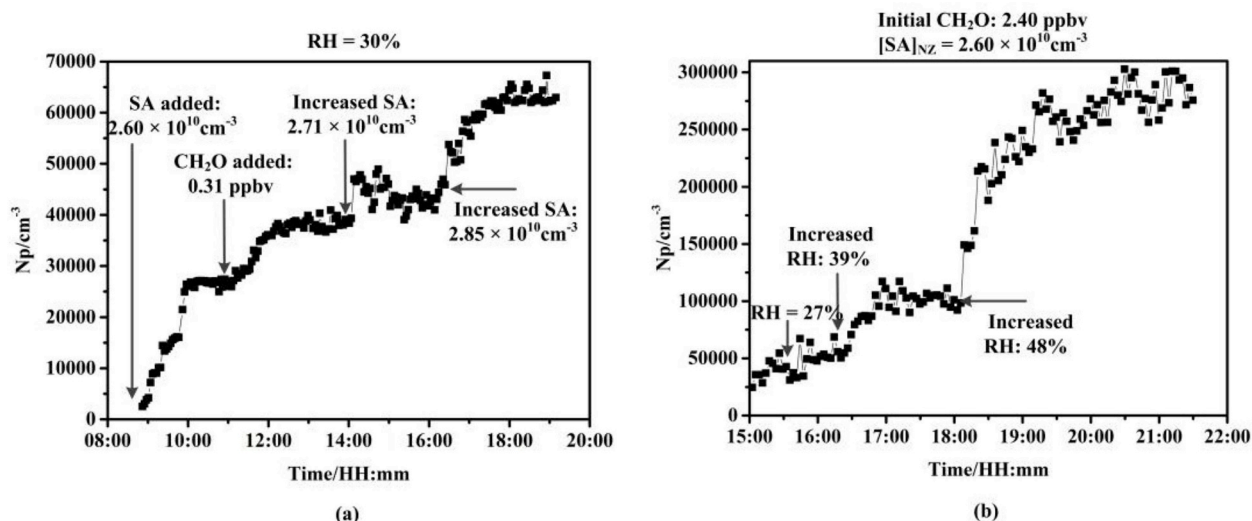 RH = 30%
70000
60000
50000
40000
30000
20000
10000
0
Np/cm⁻³
SA added:
2.60 × 10¹⁰cm⁻³
CH₂O added:
0.31 ppbv
Increased SA:
2.71 × 10¹⁰cm⁻³
Increased SA:
2.85 × 10¹⁰cm⁻³
08:00 10:00 12:00 14:00 16:00 18:00 20:00
Time/HH:mm
(a)
Initial CH₂O: 2.40 ppbv
[SA]NZ = 2.60 × 10¹⁰cm⁻³
300000
250000
200000
150000
100000
50000
0
Np/cm⁻³
RH = 27%
Increased
RH: 39%
Increased
RH: 48%
15:00 16:00 17:00 18:00 19:00 20:00 21:00 22:00
Time/HH:mm
(b)